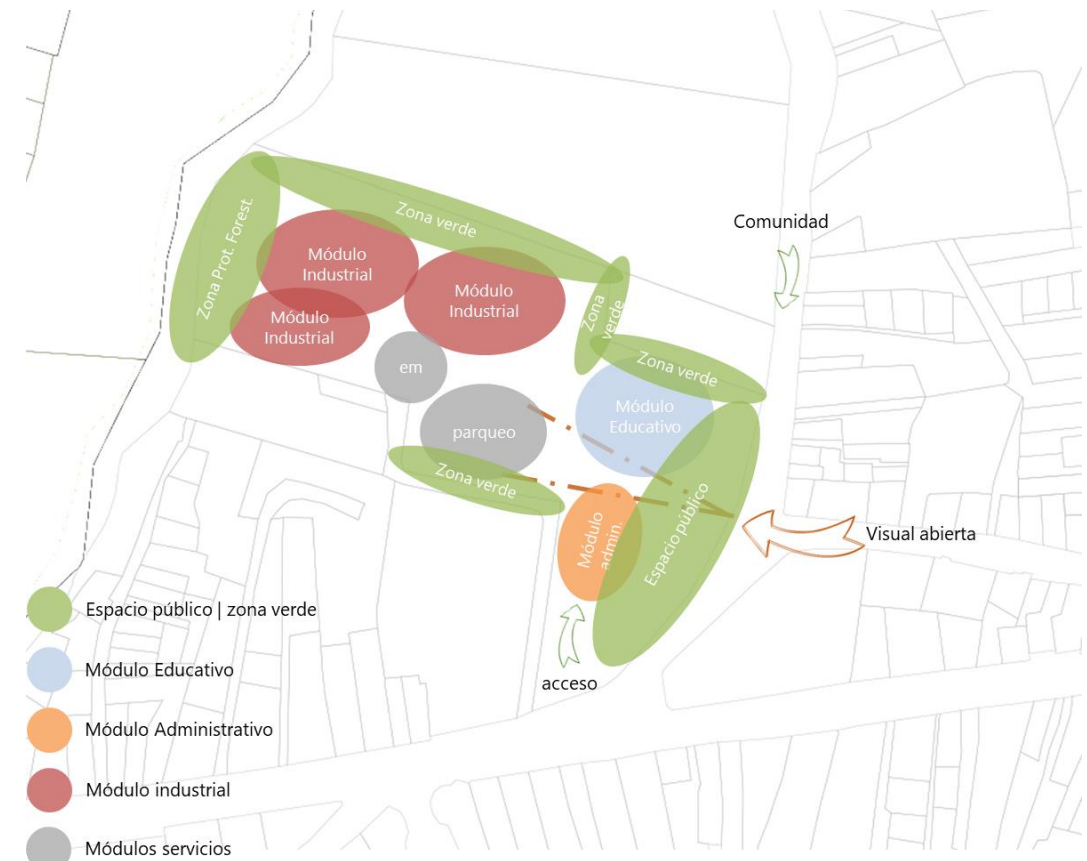 Comunidad
Zona verde
Zona Prot. Forest.
Módulo
Industrial
Módulo
Industrial
Módulo
Industrial
Zona
verde
Zona verde
em
Módulo
Educativo
parqueo
Zona verde
Módulo
admin.
Espacio público
Visual abierta
acceso
Espacio público | zona verde
Módulo Educativo
Módulo Administrativo
Módulo industrial
Módulos servicios